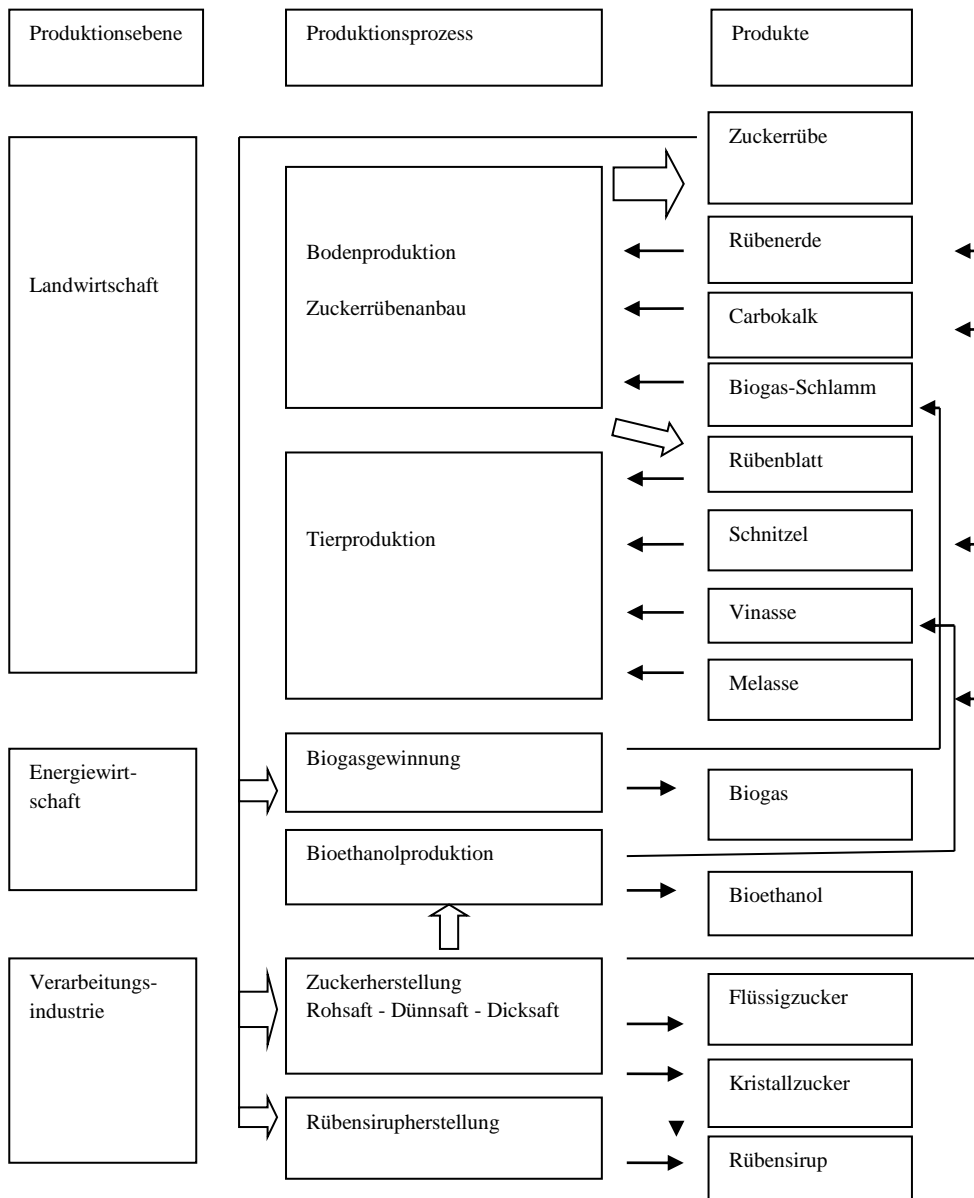 Produktionsebene
Produktionsprozess
Produkte
Landwirtschaft
Bodenproduktion
Zuckerrübenanbau
Tierproduktion
Zuckerrübe
Rübenerde
Carbokalk
Biogas-Schlamm
Rübenblatt
Schnitzel
Vinasse
Melasse
Energiewirt-
schaft
Biogasgewinnung
Bioethanolproduktion
Biogas
Bioethanol
Verarbeitungs-
industrie
Zuckerherstellung
Rohsaft - Dünnsaft - Dicksaft
Rübensirupherstellung
Flüssigzucker
Kristallzucker
Rübensirup